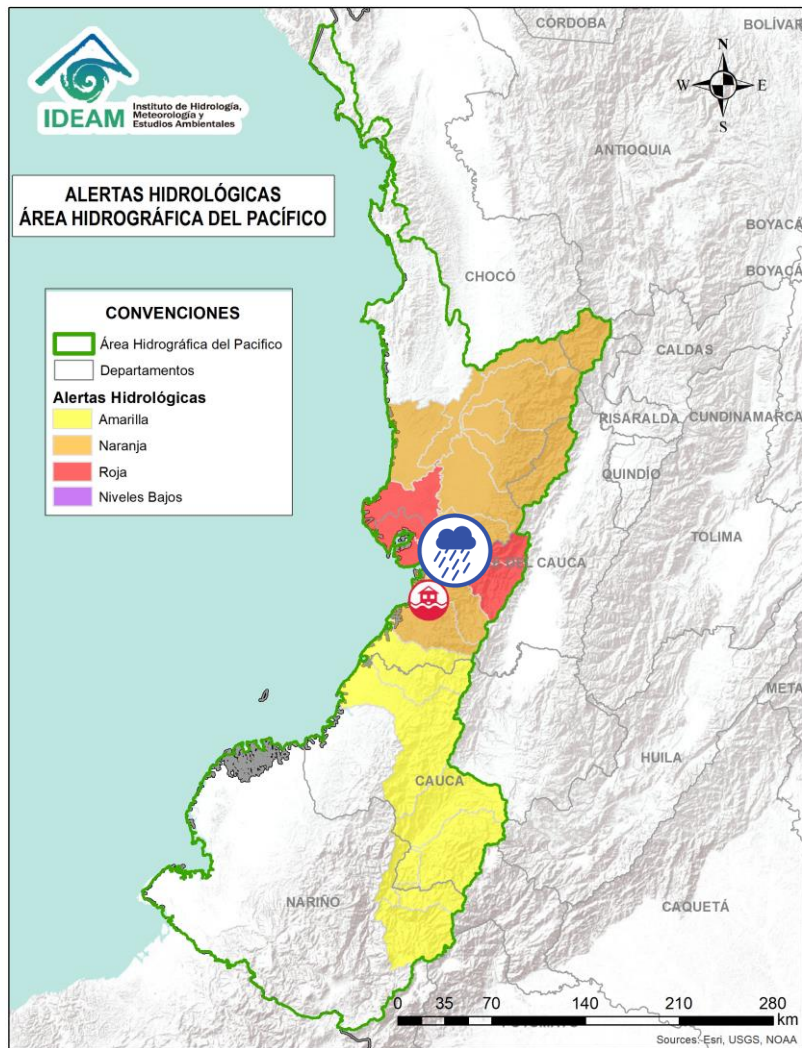 IDEAM
Instituto de Hidrología,
Meteorología y
Estudios Ambientales
ALERTAS HIDROLÓGICAS
ÁREA HIDROGRÁFICA DEL PACÍFICO
CONVENCIONES
Área Hidrográfica del Pacifico
Departamentos
Alertas Hidrológicas
Amarilla
Naranja
Roja
Niveles Bajos
N
W E
S
CÓRDOBA
BOLÍVAR
ANTIOQUIA
BOYACÁ
BOYACÁ
CHOCÓ
CALDAS
RISARALDA
CUNDINAMARCA
QUINDÍO
TOLIMA
DEL CAUCA
META
HUILA
CAUCA
NARIÑO
CAQUETÁ
0 35 70 140 210 280
km
Sources: Esri, USGS, NOAA